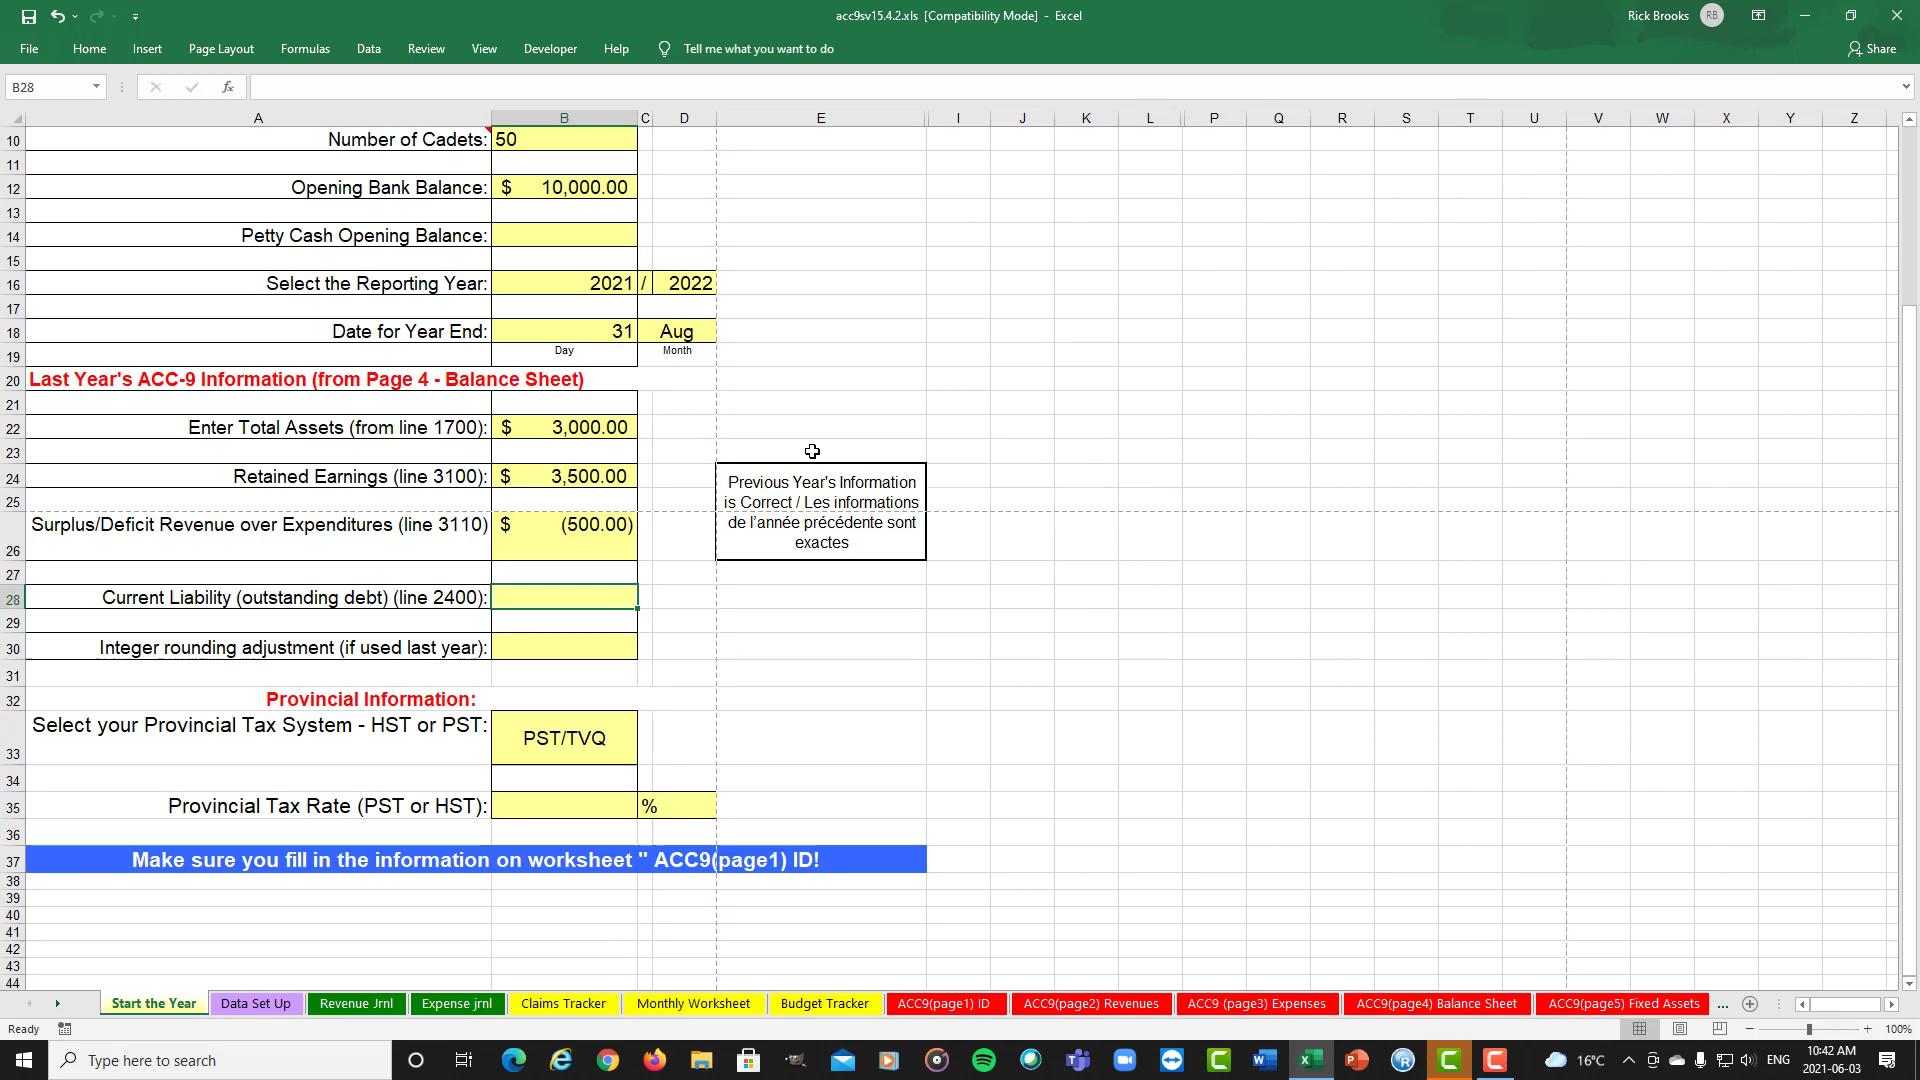 acc9sv15.4.2.xls [Compatibility Mode] - Excel
Rick Brooks RB
File Home Insert Page Layout Formulas Data Review View Developer Help Tell me what you want to do Share
B28 fx
A B C D E I J K L P Q R S T U V W X Y Z
10 Number of Cadets: 50
11
12 Opening Bank Balance: $ 10,000.00
13
14 Petty Cash Opening Balance:
15
16 Select the Reporting Year: 2021 / 2022
17
18 Date for Year End: 31 Aug
19 Day Month
20 Last Year's ACC-9 Information (from Page 4 - Balance Sheet)
21
22 Enter Total Assets (from line 1700): $ 3,000.00
23
24 Retained Earnings (line 3100): $ 3,500.00
25
26 Surplus/Deficit Revenue over Expenditures (line 3110) $ (500.00)
Previous Year's Information
is Correct / Les informations
de l'année précédente sont
exactes
27
28 Current Liability (outstanding debt) (line 2400):
29
30 Integer rounding adjustment (if used last year):
31
32 Provincial Information:
33 Select your Provincial Tax System - HST or PST: PST/TVQ
34
35 Provincial Tax Rate (PST or HST): %
36
37 Make sure you fill in the information on worksheet " ACC9(page1) ID!
38
39
40
41
42
43
44
Start the Year Data Set Up Revenue Jrnl Expense jrnl Claims Tracker Monthly Worksheet Budget Tracker ACC9(page1) ID ACC9(page2) Revenues ACC9 (page3) Expenses ACC9(page4) Balance Sheet ACC9(page5) Fixed Assets ...
Ready 100%
Type here to search 16°C ENG 10:42 AM
2021-06-03